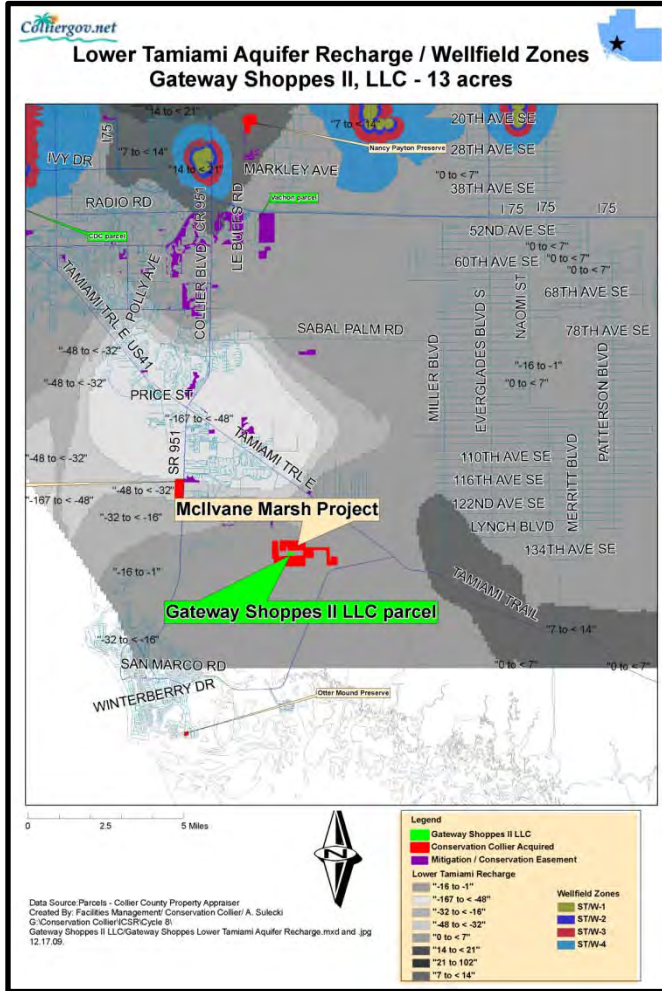 Colliergov.net
Lower Tamiami Aquifer Recharge / Wellfield Zones
Gateway Shoppes II, LLC - 13 acres
"14 to < 21"
"7 to < 14"
20TH AVE SE
I75
Nancy Payton Preserve
"7 to < 14"
28TH AVE SE
IVY DR
"14 to < 21"
MARKLEY AVE
"0 to < 7"
38TH AVE SE
RADIO RD
CR 951
LE BUFFS RD
Vachon parcel
I75
I75
I75
CDC parcel
52ND AVE SE
"0 to < 7"
60TH AVE SE
"0 to < 7"
"0 to < 7"
POLLY AVE
COLLIER BLVD
TAMIAMI TRL E US41
NAOMI ST
68TH AVE SE
"-48 to < -32"
SABAL PALM RD
78TH AVE SE
MILLER BLVD
EVERGLADES BLVD S
"-16 to -1"
"-48 to < -32"
"0 to < 7"
PATTERSON BLVD
PRICE ST
"-167 to < -48"
TAMIAMI TRL E
SR 951
MERRITT BLVD
110TH AVE SE
"-48 to < -32"
116TH AVE SE
"-167 to < -48"
"-48 to < -32"
122ND AVE SE
McIlvane Marsh Project
"-32 to < -16"
LYNCH BLVD
134TH AVE SE
"-16 to -1"
TAMIAMI TRAIL
Gateway Shoppes II LLC parcel
"7 to < 14"
"-32 to < -16"
SAN MARCO RD
"0 to < 7"
"0 to < 7"
WINTERBERRY DR
Otter Mound Preserve
0 2.5 5 Miles
N
Legend
Gateway Shoppes II LLC
Conservation Collier Acquired
Mitigation / Conservation Easement
Lower Tamiami Recharge
"-16 to -1"
"-167 to < -48"
"-32 to < -16"
"-48 to < -32"
"0 to < 7"
"14 to < 21"
"21 to 102"
"7 to < 14"
Wellfield Zones
ST/W-1
ST/W-2
ST/W-3
ST/W-4
Data Source:Parcels - Collier County Property Appraiser
Created By: Facilities Management/ Conservation Collier/ A. Sulecki
G:\Conservation Collier\ICSR\Cycle 8\
Gateway Shoppes II LLC/Gateway Shoppes Lower Tamiami Aquifer Recharge.mxd and .jpg
12.17.09.